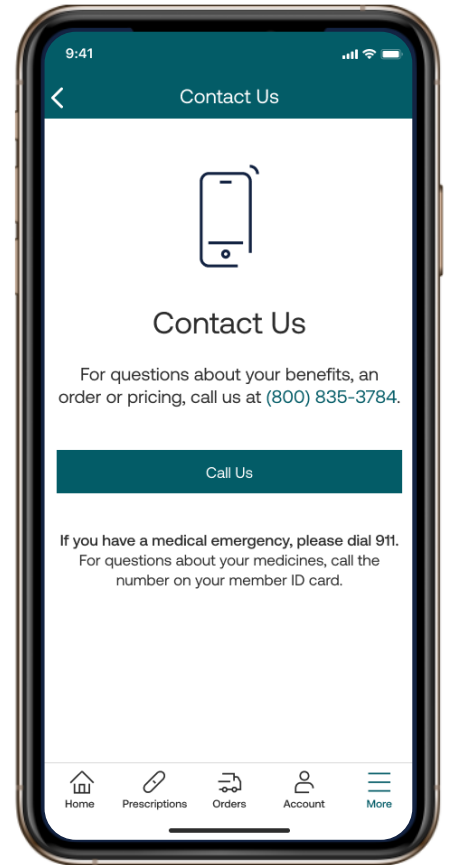 9:41
Contact Us
Contact Us
For questions about your benefits, an
order or pricing, call us at (800) 835-3784.
Call Us
If you have a medical emergency, please dial 911.
For questions about your medicines, call the
number on your member ID card.
Home Prescriptions Orders Account More